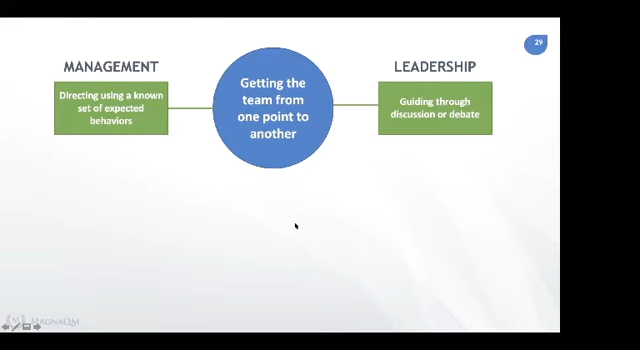 29
MANAGEMENT
Directing using a known
set of expected
behaviors
Getting the
team from
one point to
another
LEADERSHIP
Guiding through
discussion or debate
MAGNAQM